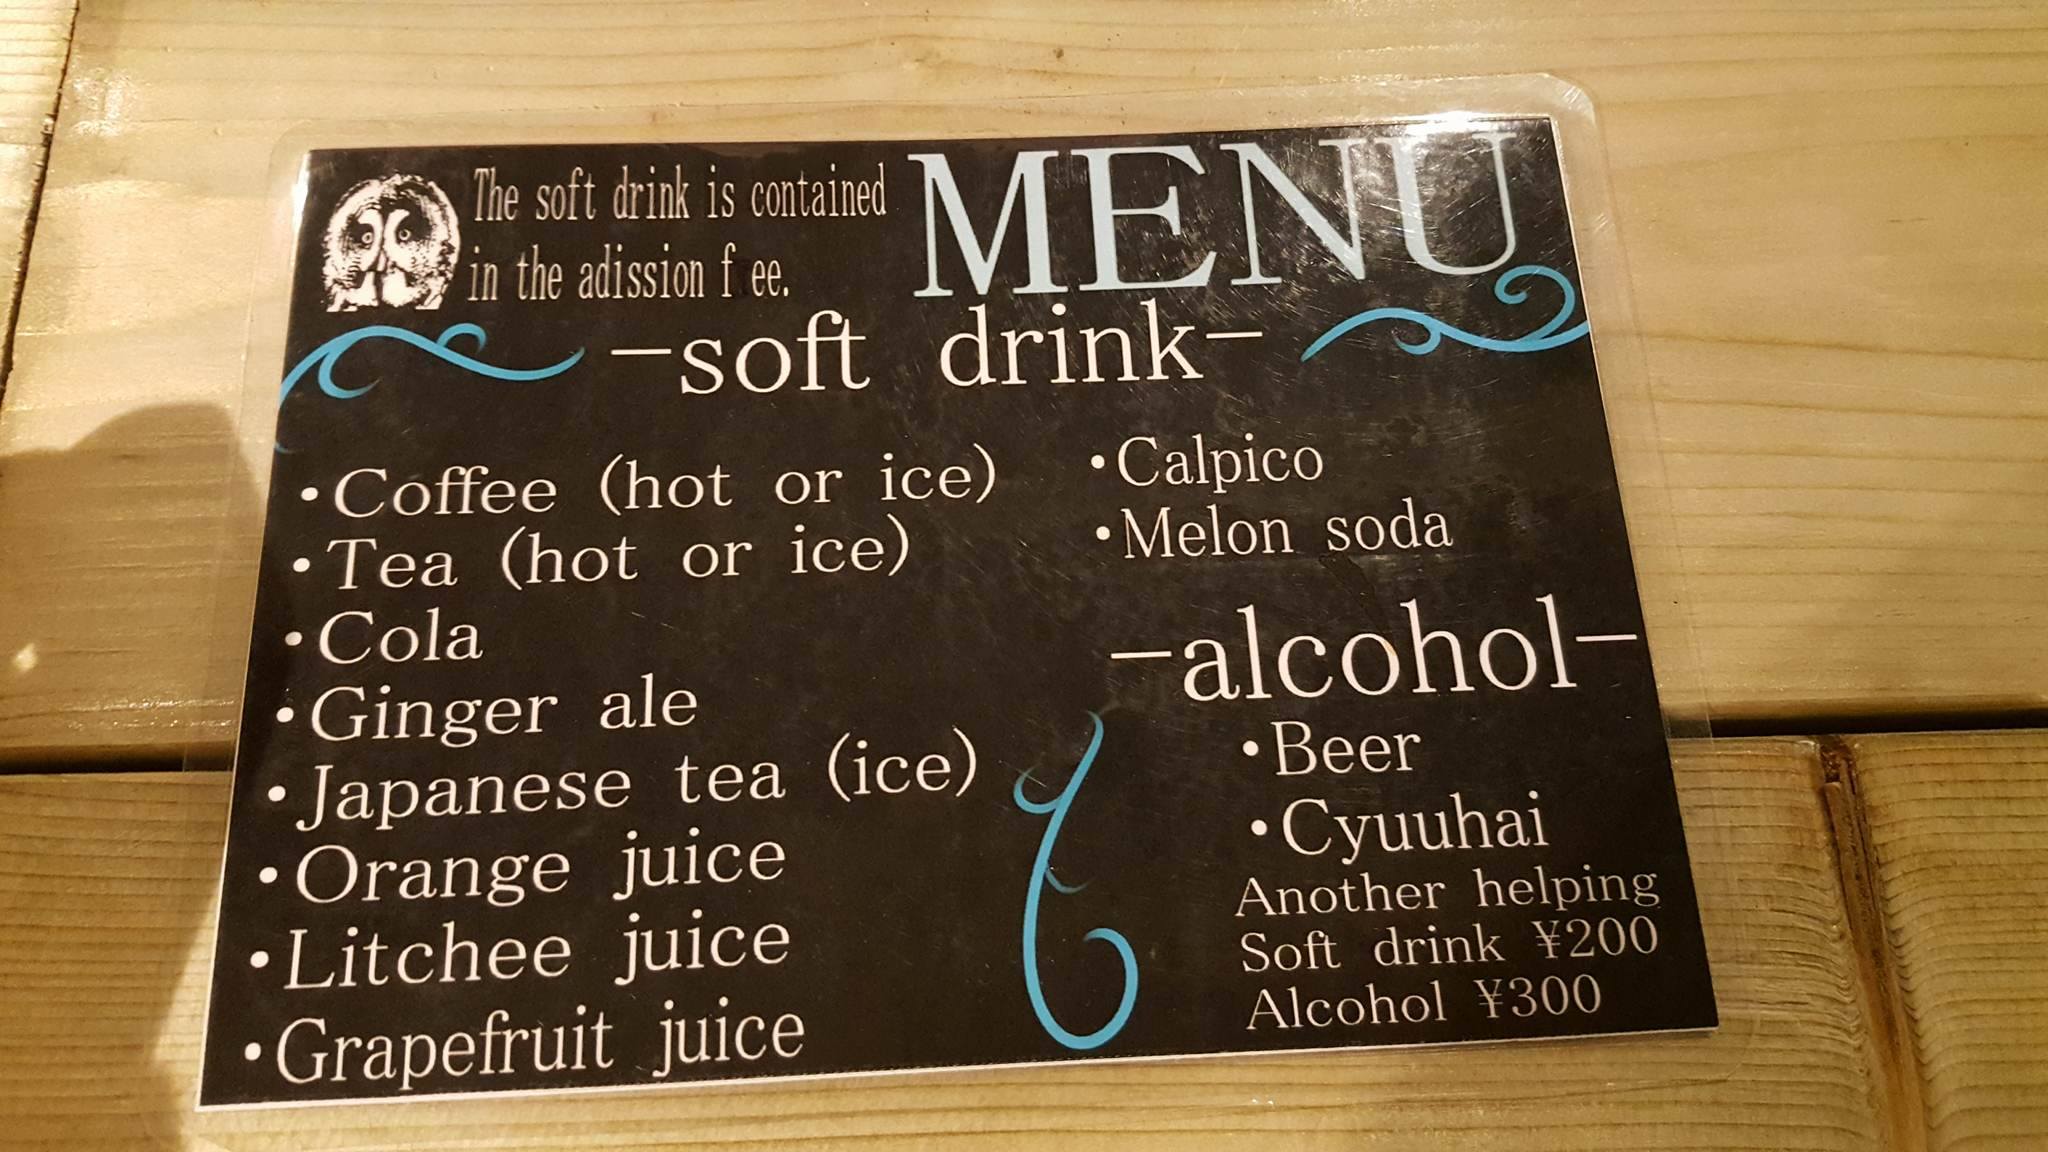 The soft drink is contained
in the adission f ee.
MENU
-soft drink-
・Coffee (hot or ice)
・Tea (hot or ice)
・Cola
・Ginger ale
・Japanese tea (ice)
・Orange juice
・Litchee juice
・Grapefruit juice
・Calpico
・Melon soda
-alcohol-
・Beer
・Cyuuhai
Another helping
Soft drink ¥200
Alcohol ¥300